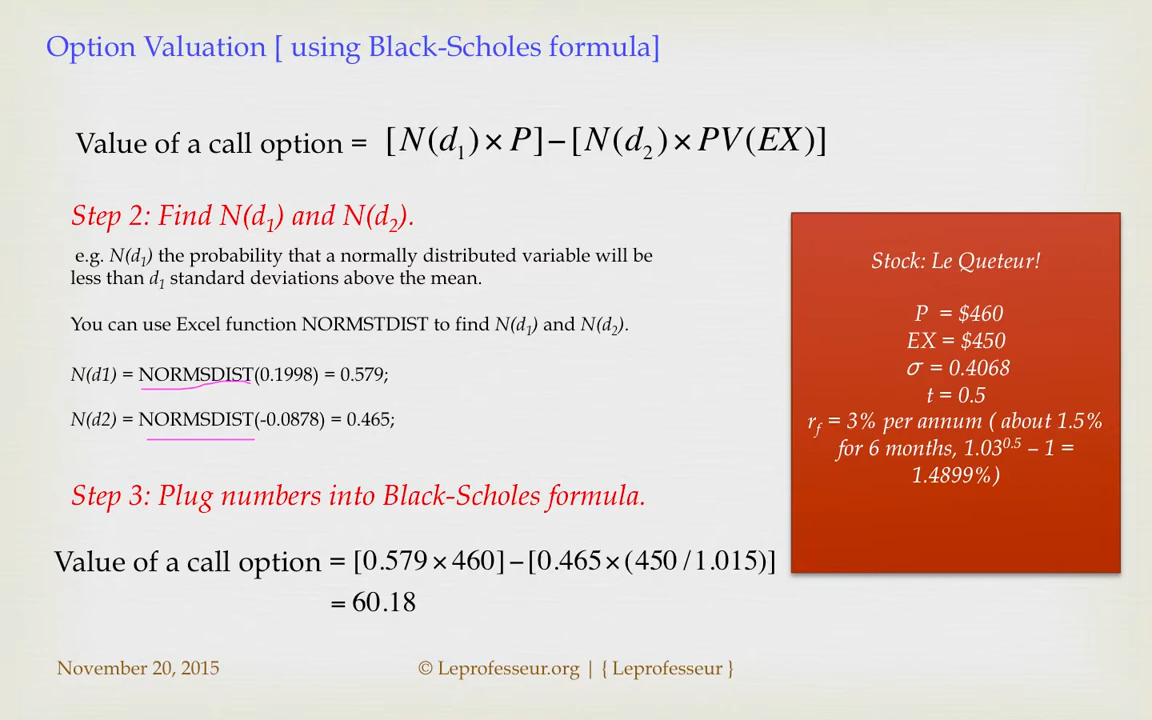 Option Valuation [ using Black-Scholes formula]
Value of a call option = [N(d₁)×P]−[N(d₂)×PV(EX)]
Step 2: Find N(d₁) and N(d₂).
e.g. N(d₁) the probability that a normally distributed variable will be
less than d₁ standard deviations above the mean.
You can use Excel function NORMSTDIST to find N(d₁) and N(d₂).
N(d1) = NORMSDIST(0.1998) = 0.579;
N(d2) = NORMSDIST(-0.0878) = 0.465;
Stock: Le Queteur!
P = $460
EX = $450
σ = 0.4068
t = 0.5
r_f = 3% per annum ( about 1.5%
for 6 months, 1.03⁰·⁵ – 1 =
1.4899%)
Step 3: Plug numbers into Black-Scholes formula.
Value of a call option = [0.579×460]−[0.465×(450/1.015)]
= 60.18
November 20, 2015
© Leprofesseur.org | { Leprofesseur }